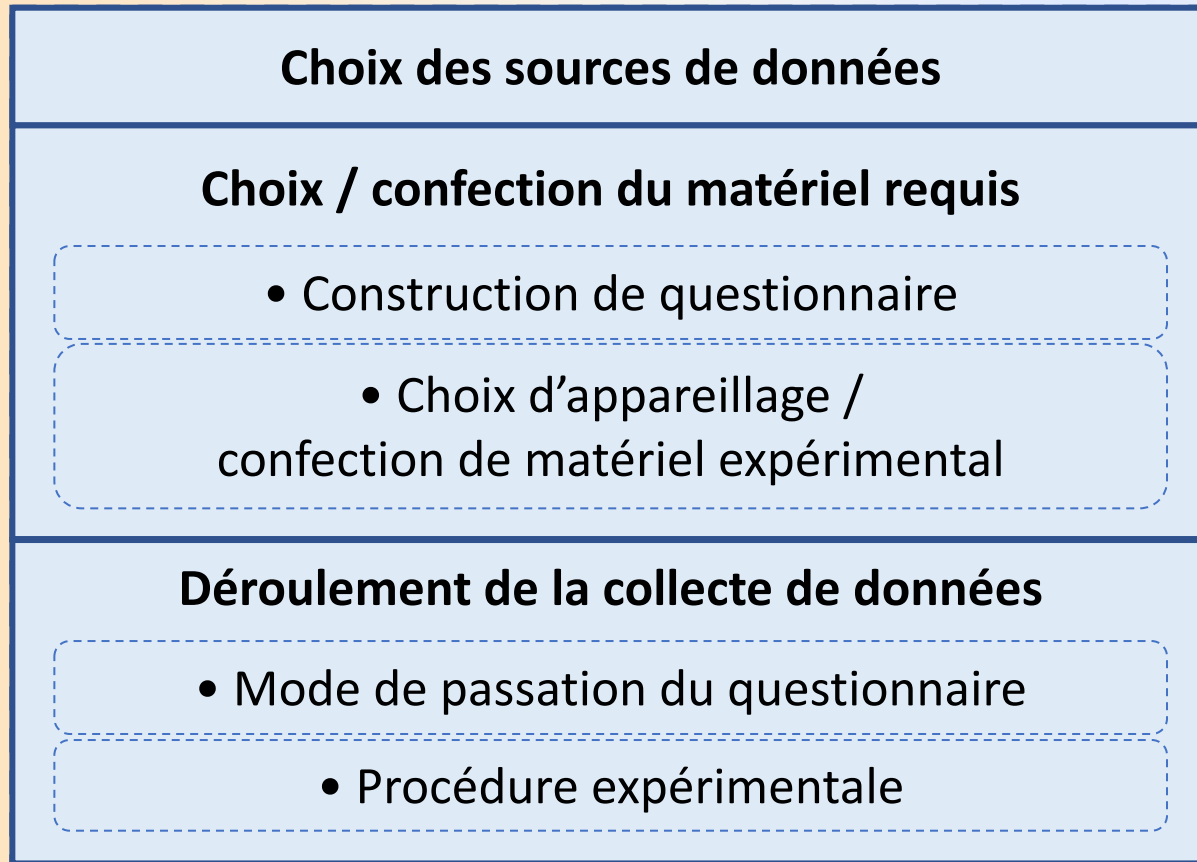 Choix des sources de données
Choix / confection du matériel requis
• Construction de questionnaire
• Choix d’appareillage /
confection de matériel expérimental
Déroulement de la collecte de données
• Mode de passation du questionnaire
• Procédure expérimentale